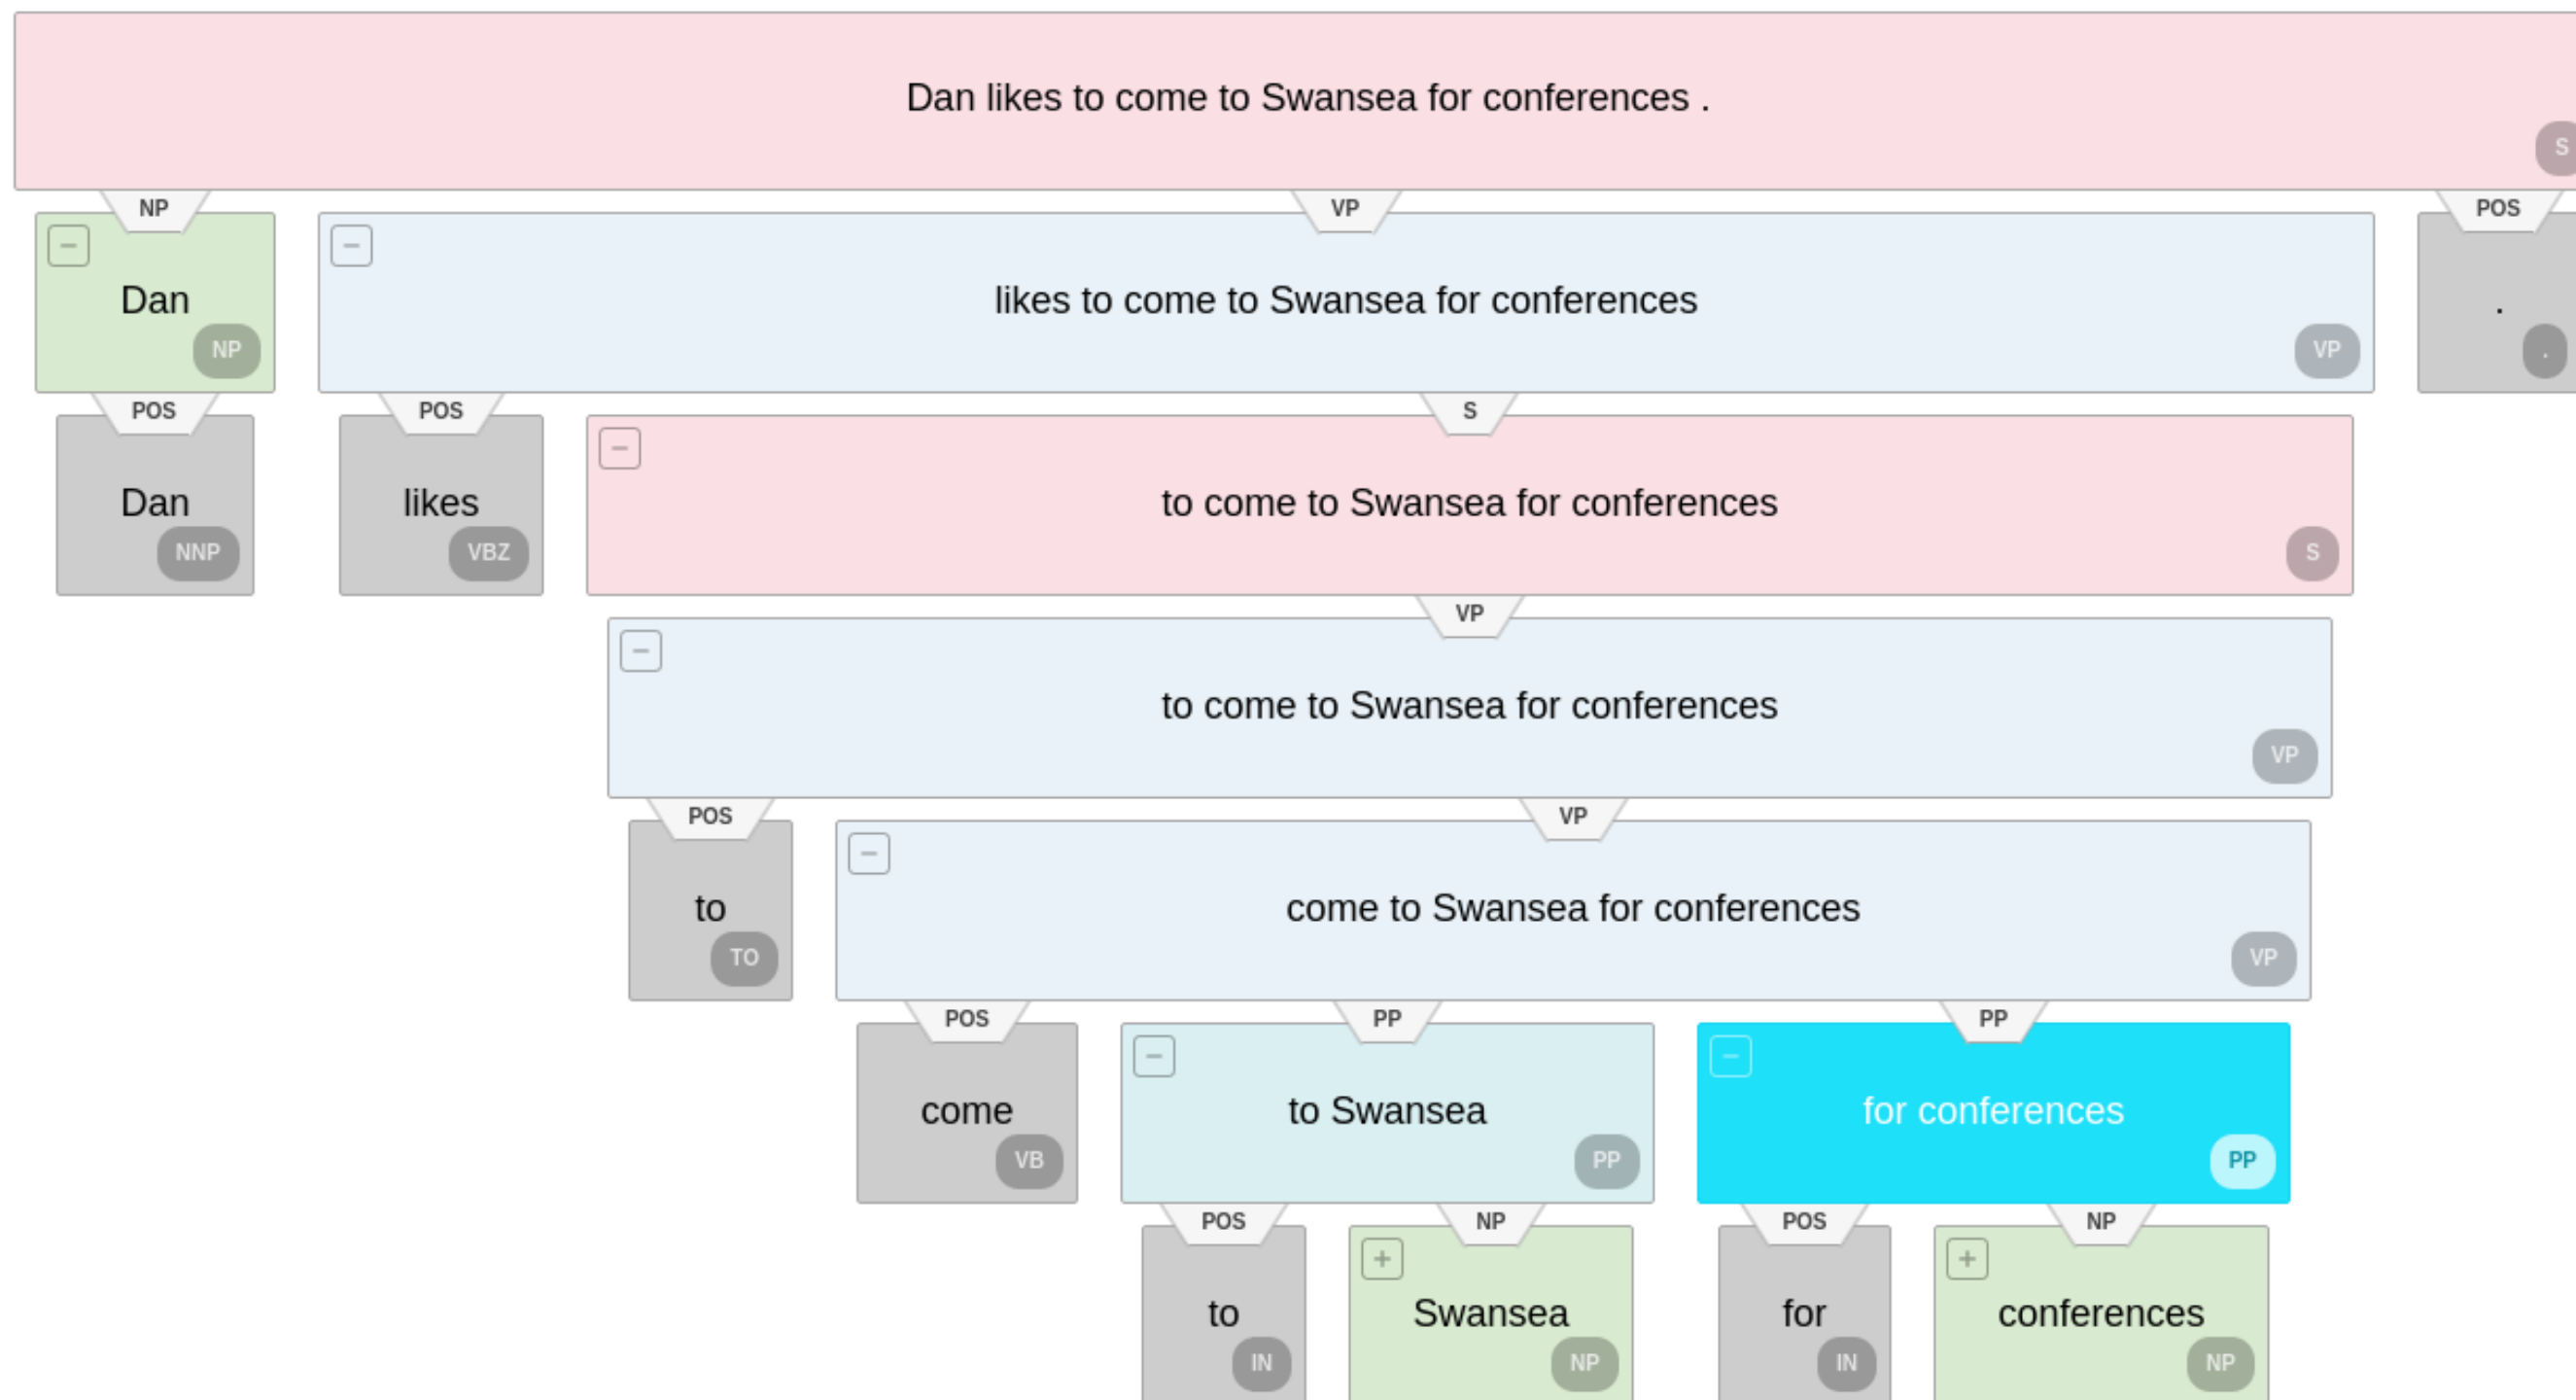 Dan likes to come to Swansea for conferences .
S
NP
VP
POS
−
Dan
NP
−
likes to come to Swansea for conferences
VP
.
.
POS
POS
S
Dan
NNP
likes
VBZ
−
to come to Swansea for conferences
S
VP
−
to come to Swansea for conferences
VP
POS
VP
to
TO
−
come to Swansea for conferences
VP
POS
PP
PP
come
VB
−
to Swansea
PP
−
for conferences
PP
POS
NP
POS
NP
to
IN
+
Swansea
NP
for
IN
+
conferences
NP